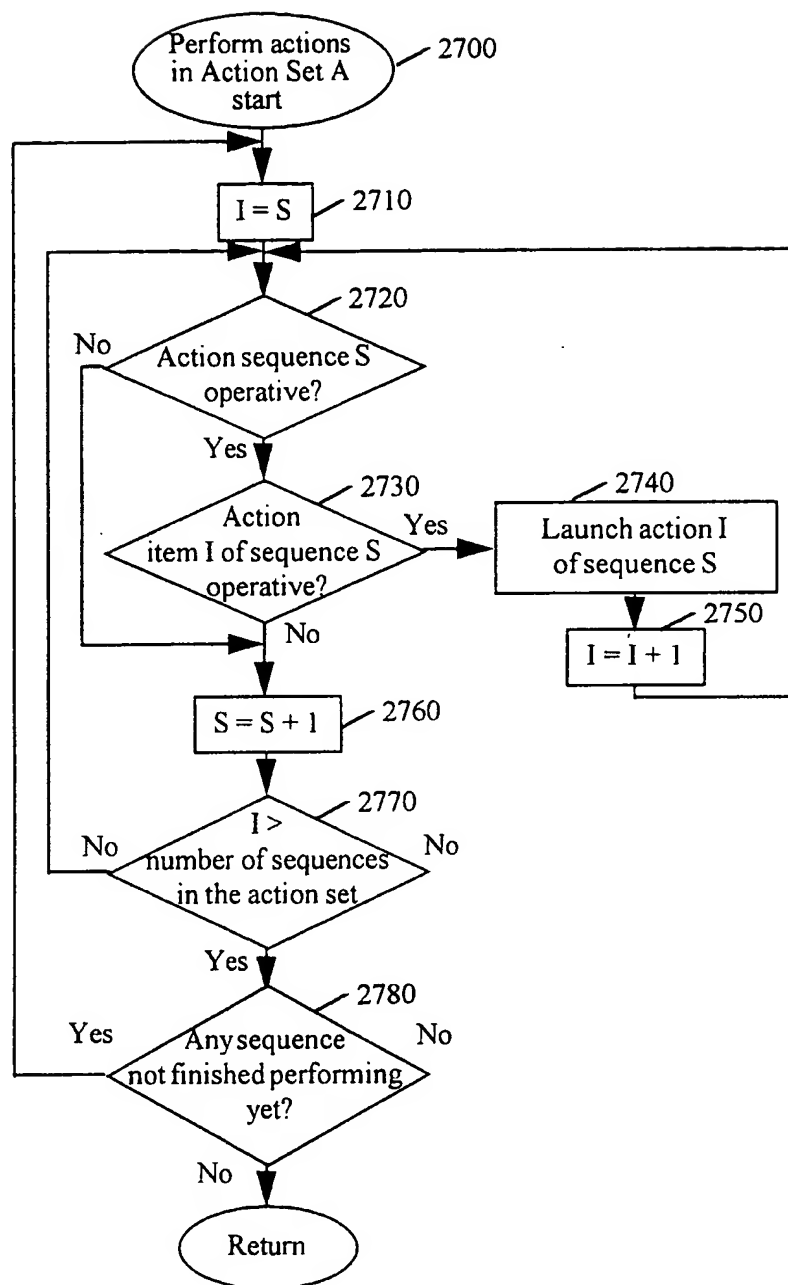 Perform actions
in Action Set A
start
2700
I = S
2710
2720
No
Action sequence S
operative?
Yes
2730
Action
item I of sequence S
operative?
Yes
2740
Launch action I
of sequence S
No
2750
I = I + 1
S = S + 1
2760
2770
I >
No
number of sequences
No
in the action set
Yes
2780
Yes
Any sequence
No
not finished performing
yet?
No
Return